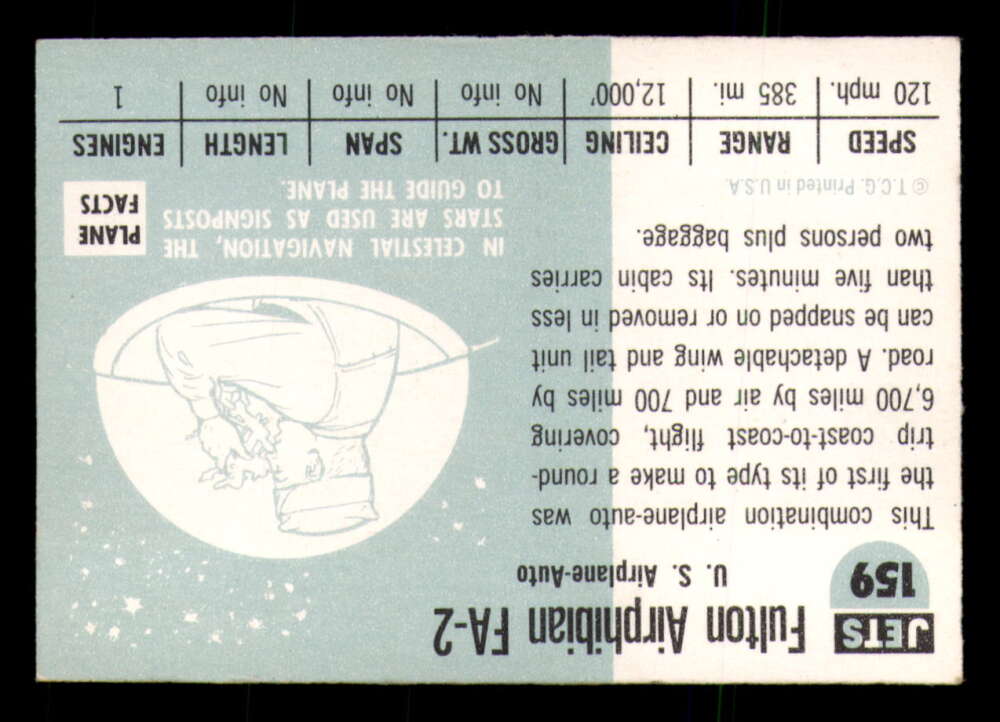 JETS
159
Fulton Airphibian FA-2
U. S. Airplane-Auto
This combination airplane-auto was
the first of its type to make a round-
trip coast-to-coast flight, covering
6,700 miles by air and 700 miles by
road. A detachable wing and tail unit
can be snapped on or removed in less
than five minutes. Its cabin carries
two persons plus baggage.
© T.C.G. Printed in U.S.A.
IN CELESTIAL NAVIGATION, THE
STARS ARE USED AS SIGNPOSTS
TO GUIDE THE PLANE.
PLANE
FACTS
SPEED RANGE CEILING GROSS WT. SPAN LENGTH ENGINES
120 mph. 385 mi. 12,000' No info No info No info 1